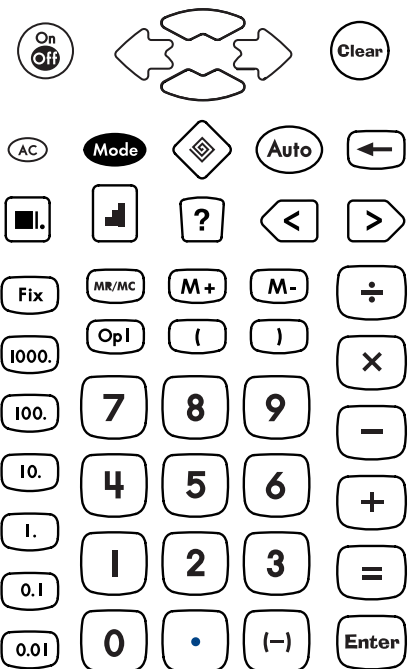 On
Off
Clear
AC
Mode
Auto
←
?
<
>
Fix
MR/MC
M+
M-
÷
1000.
Op1
(
)
×
100.
7
8
9
−
10.
4
5
6
+
1.
1
2
3
=
0.1
0.01
0
.
(−)
Enter